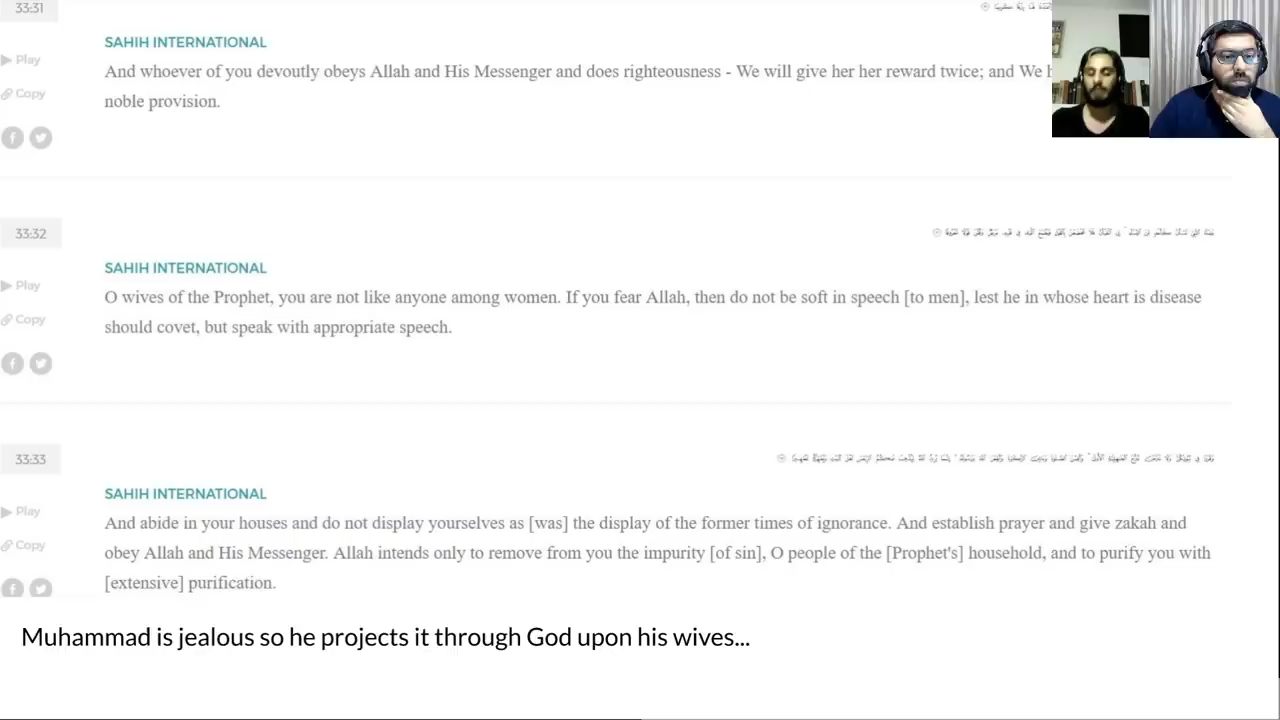 33:31
SAHIH INTERNATIONAL
Play
And whoever of you devoutly obeys Allah and His Messenger and does righteousness - We will give her her reward twice; and We
Copy
noble provision.
33:32
SAHIH INTERNATIONAL
Play
O wives of the Prophet, you are not like anyone among women. If you fear Allah, then do not be soft in speech [to men], lest he in whose heart is disease
Copy
should covet, but speak with appropriate speech.
33:33
SAHIH INTERNATIONAL
Play
And abide in your houses and do not display yourselves as [was] the display of the former times of ignorance. And establish prayer and give zakah and
Copy
obey Allah and His Messenger. Allah intends only to remove from you the impurity [of sin], O people of the [Prophet's] household, and to purify you with
[extensive] purification.
Muhammad is jealous so he projects it through God upon his wives...